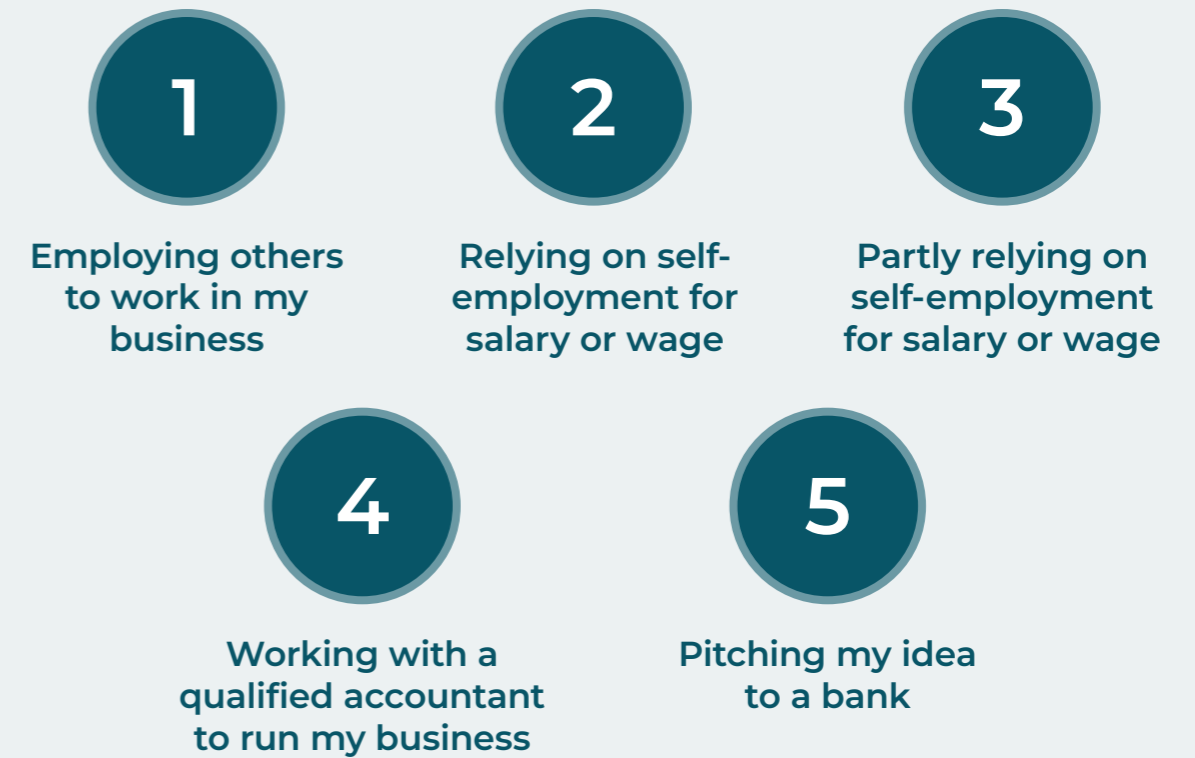 1
Employing others
to work in my
business
2
Relying on self-
employment for
salary or wage
3
Partly relying on
self-employment
for salary or wage
4
Working with a
qualified accountant
to run my business
5
Pitching my idea
to a bank